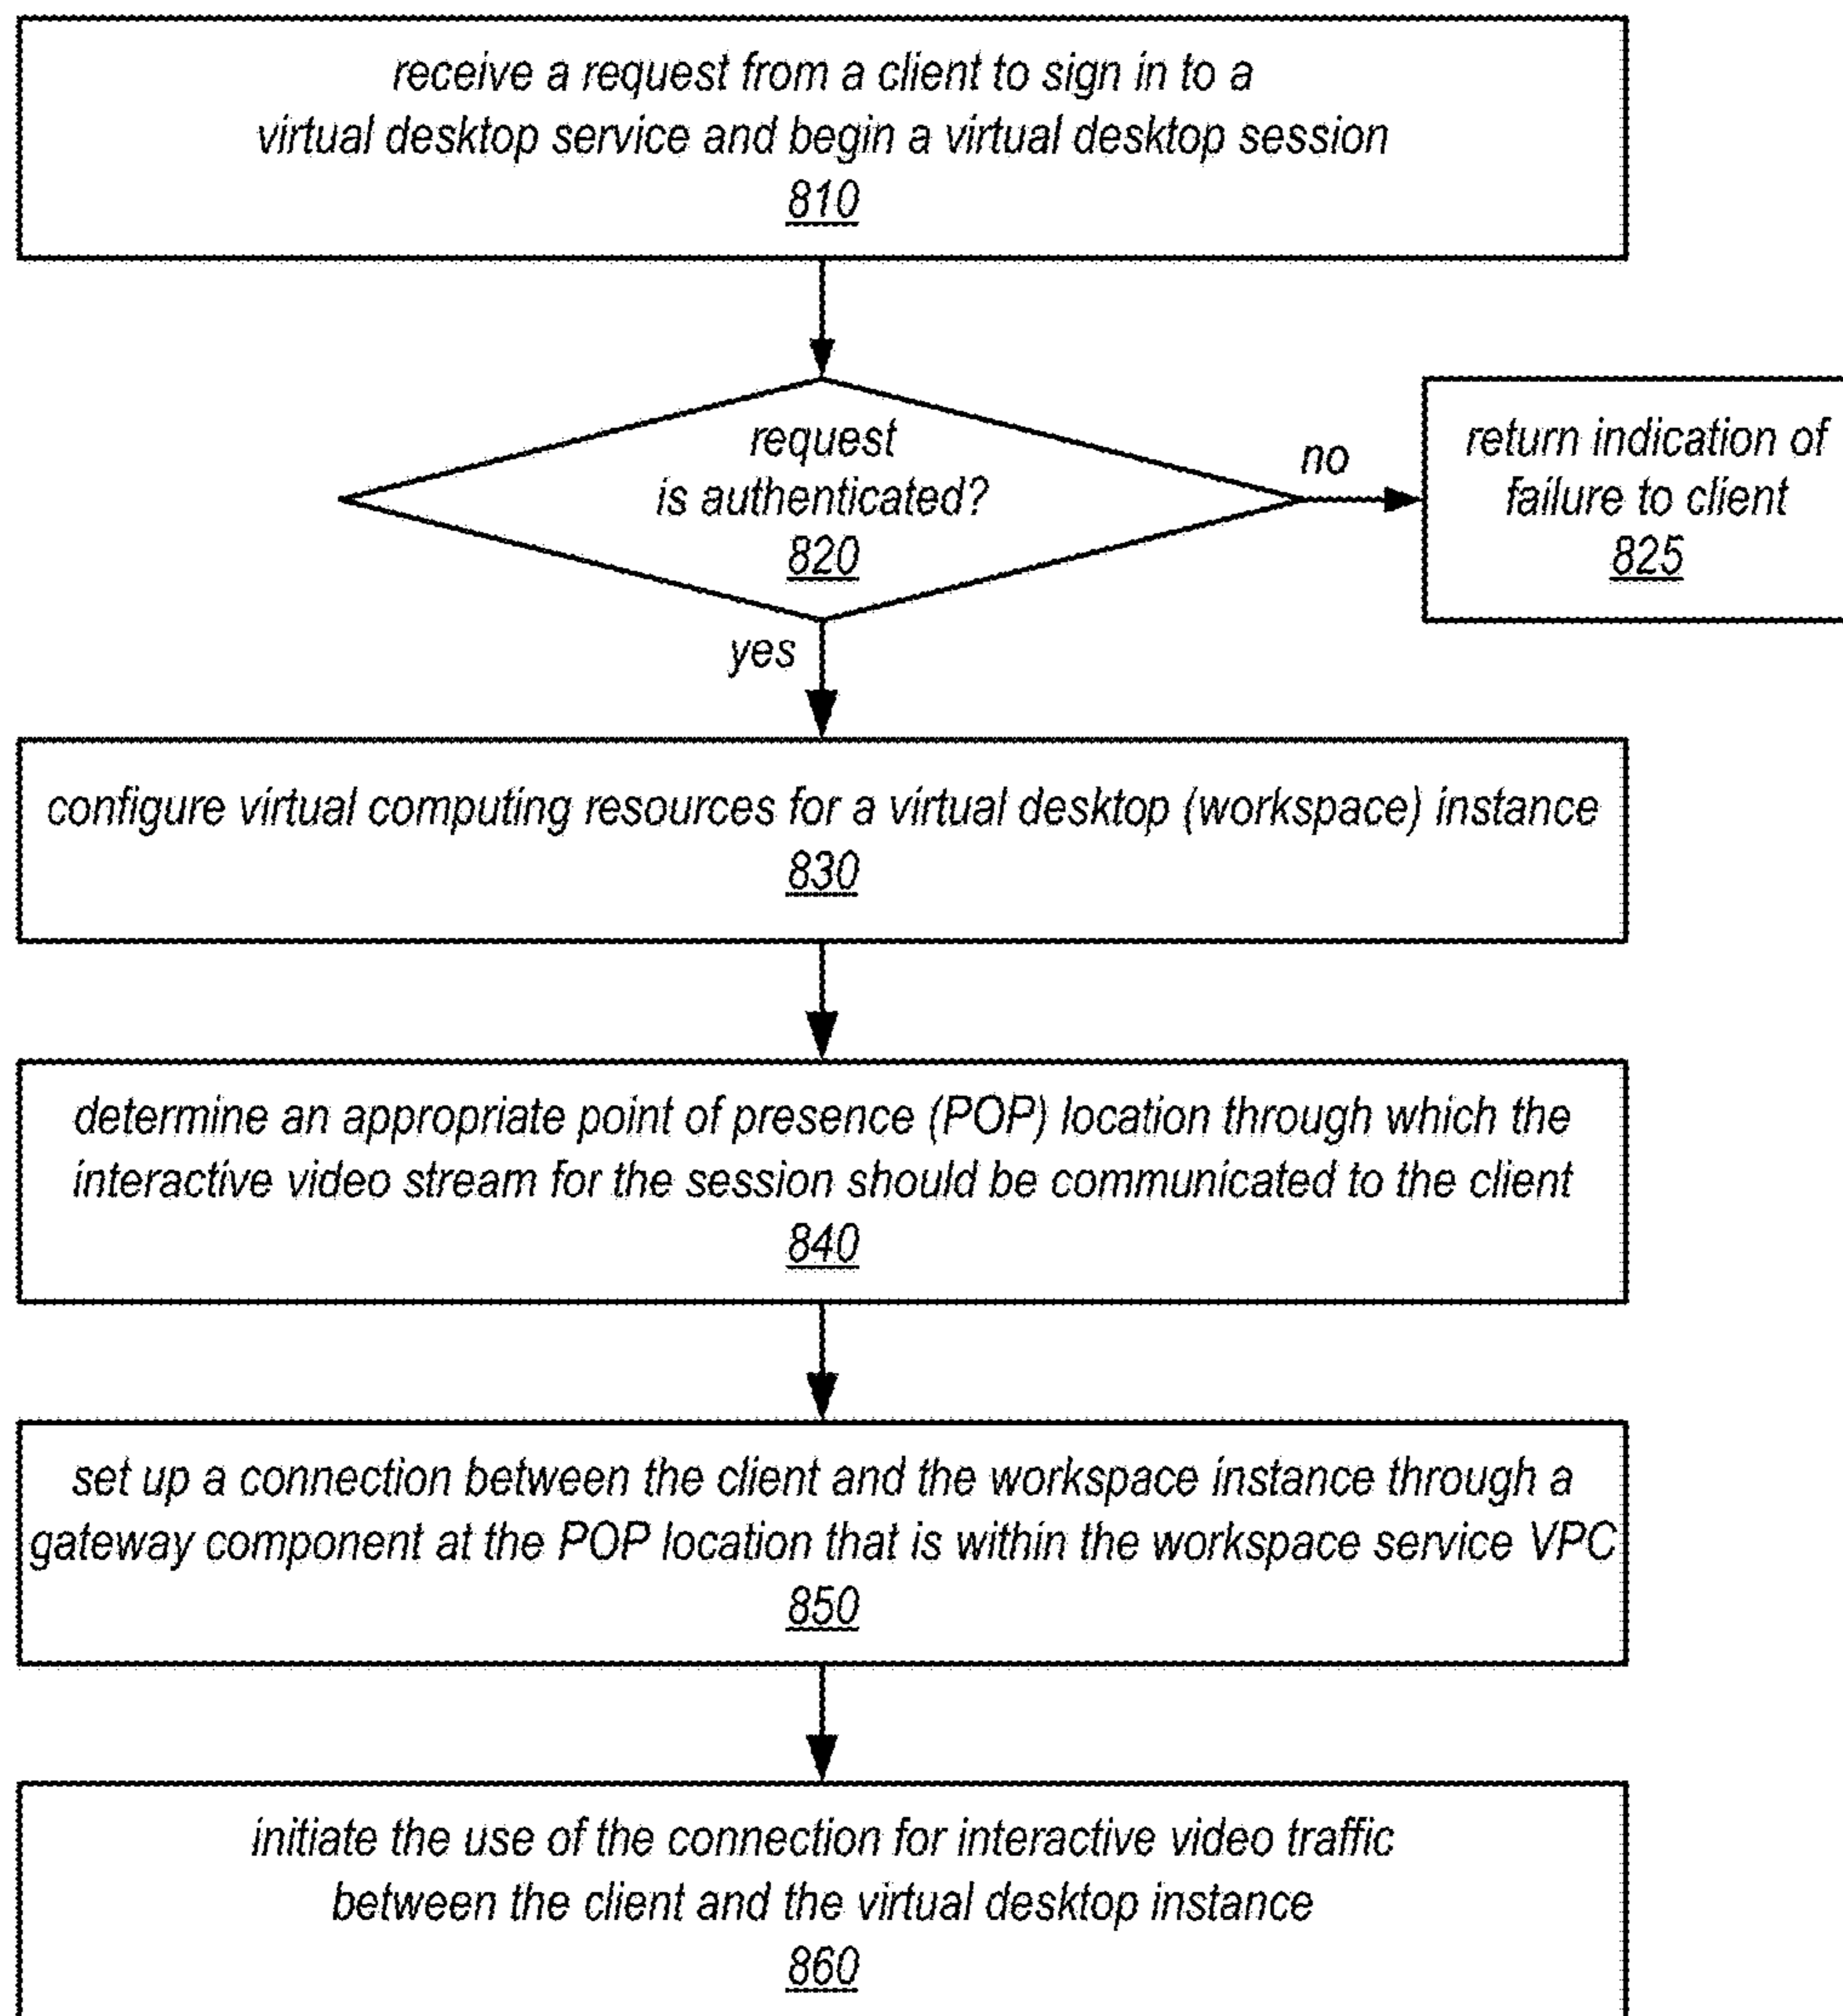 receive a request from a client to sign in to a
virtual desktop service and begin a virtual desktop session
810
request
is authenticated?
820
no
return indication of
failure to client
825
yes
configure virtual computing resources for a virtual desktop (workspace) instance
830
determine an appropriate point of presence (POP) location through which the
interactive video stream for the session should be communicated to the client
840
set up a connection between the client and the workspace instance through a
gateway component at the POP location that is within the workspace service VPC
850
initiate the use of the connection for interactive video traffic
between the client and the virtual desktop instance
860